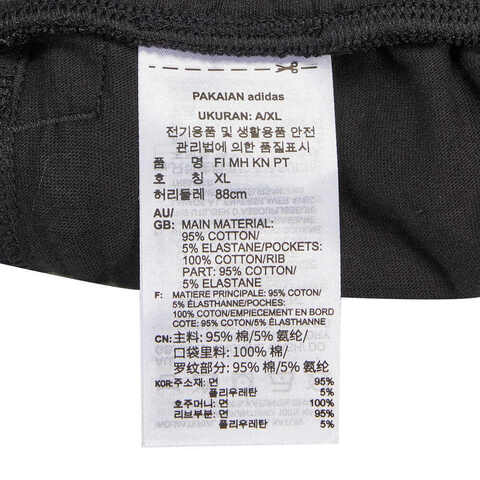 PAKAIAN adidas
UKURAN: A/XL
전기용품 및 생활용품 안전
관리법에 의한 품질표시
품 명 FI MH KN PT
호 칭 XL
허리둘레 88cm
AU/
GB: MAIN MATERIAL:
95% COTTON/
5% ELASTANE/POCKETS:
100% COTTON/RIB
PART: 95% COTTON/
5% ELASTANE
F: MATIERE PRINCIPALE: 95% COTON/
5% ÉLASTHANNE/POCHES:
100% COTON/EMPIECEMENT EN BORD
COTE: 95% COTON/5% ÉLASTHANNE
CN: 主料: 95% 棉/5% 氨纶/
口袋里料: 100% 棉/
罗纹部分: 95% 棉/5% 氨纶
KOR: 주소재: 면 95%
폴리우레탄 5%
호주머니: 면 100%
리브부분: 면 95%
폴리우레탄 5%